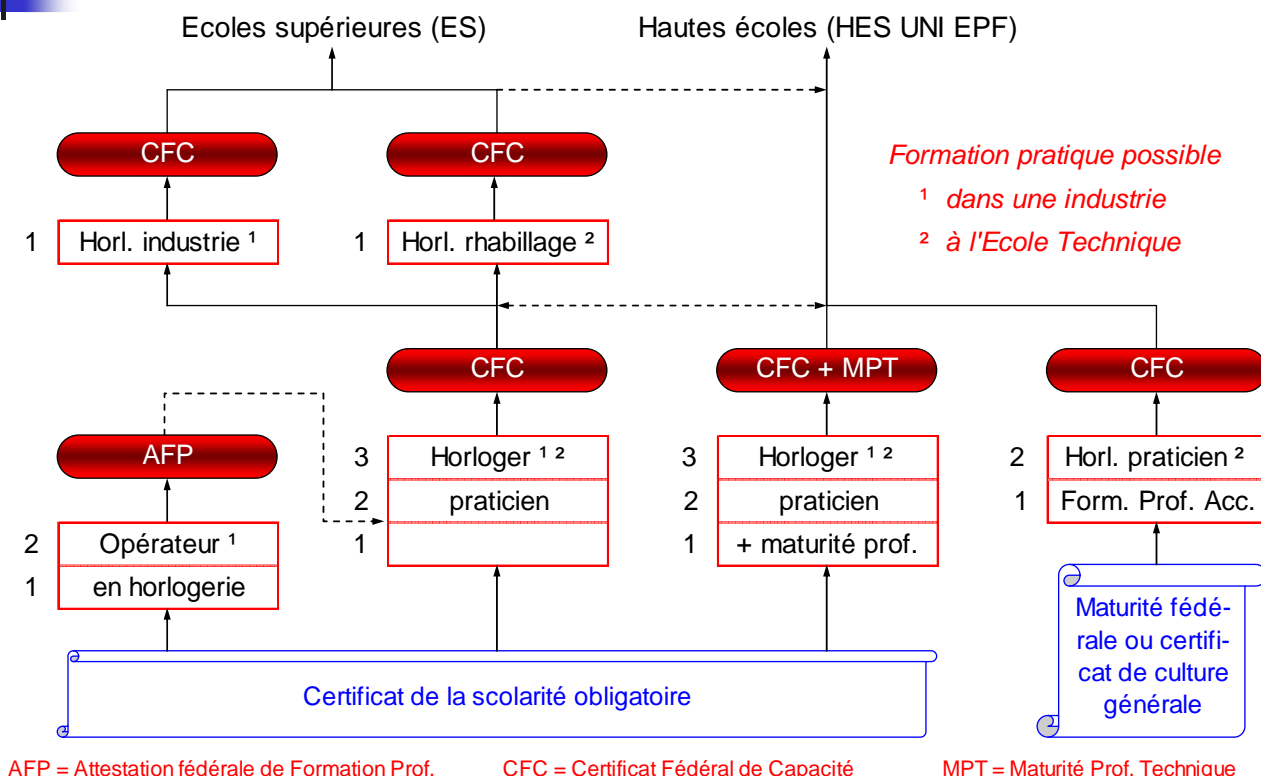 Ecoles supérieures (ES)
Hautes écoles (HES UNI EPF)
CFC
CFC
Formation pratique possible
¹ dans une industrie
² à l'Ecole Technique
1 Horl. industrie ¹
1 Horl. rhabillage ²
CFC
CFC + MPT
CFC
AFP
3 Horloger ¹ ²
2 praticien
1
3 Horloger ¹ ²
2 praticien
1 + maturité prof.
2 Horl. praticien ²
1 Form. Prof. Acc.
2 Opérateur ¹
1 en horlogerie
Maturité fédé-
rale ou certifi-
cat de culture
générale
Certificat de la scolarité obligatoire
AFP = Attestation fédérale de Formation Prof.
CFC = Certificat Fédéral de Capacité
MPT = Maturité Prof. Technique